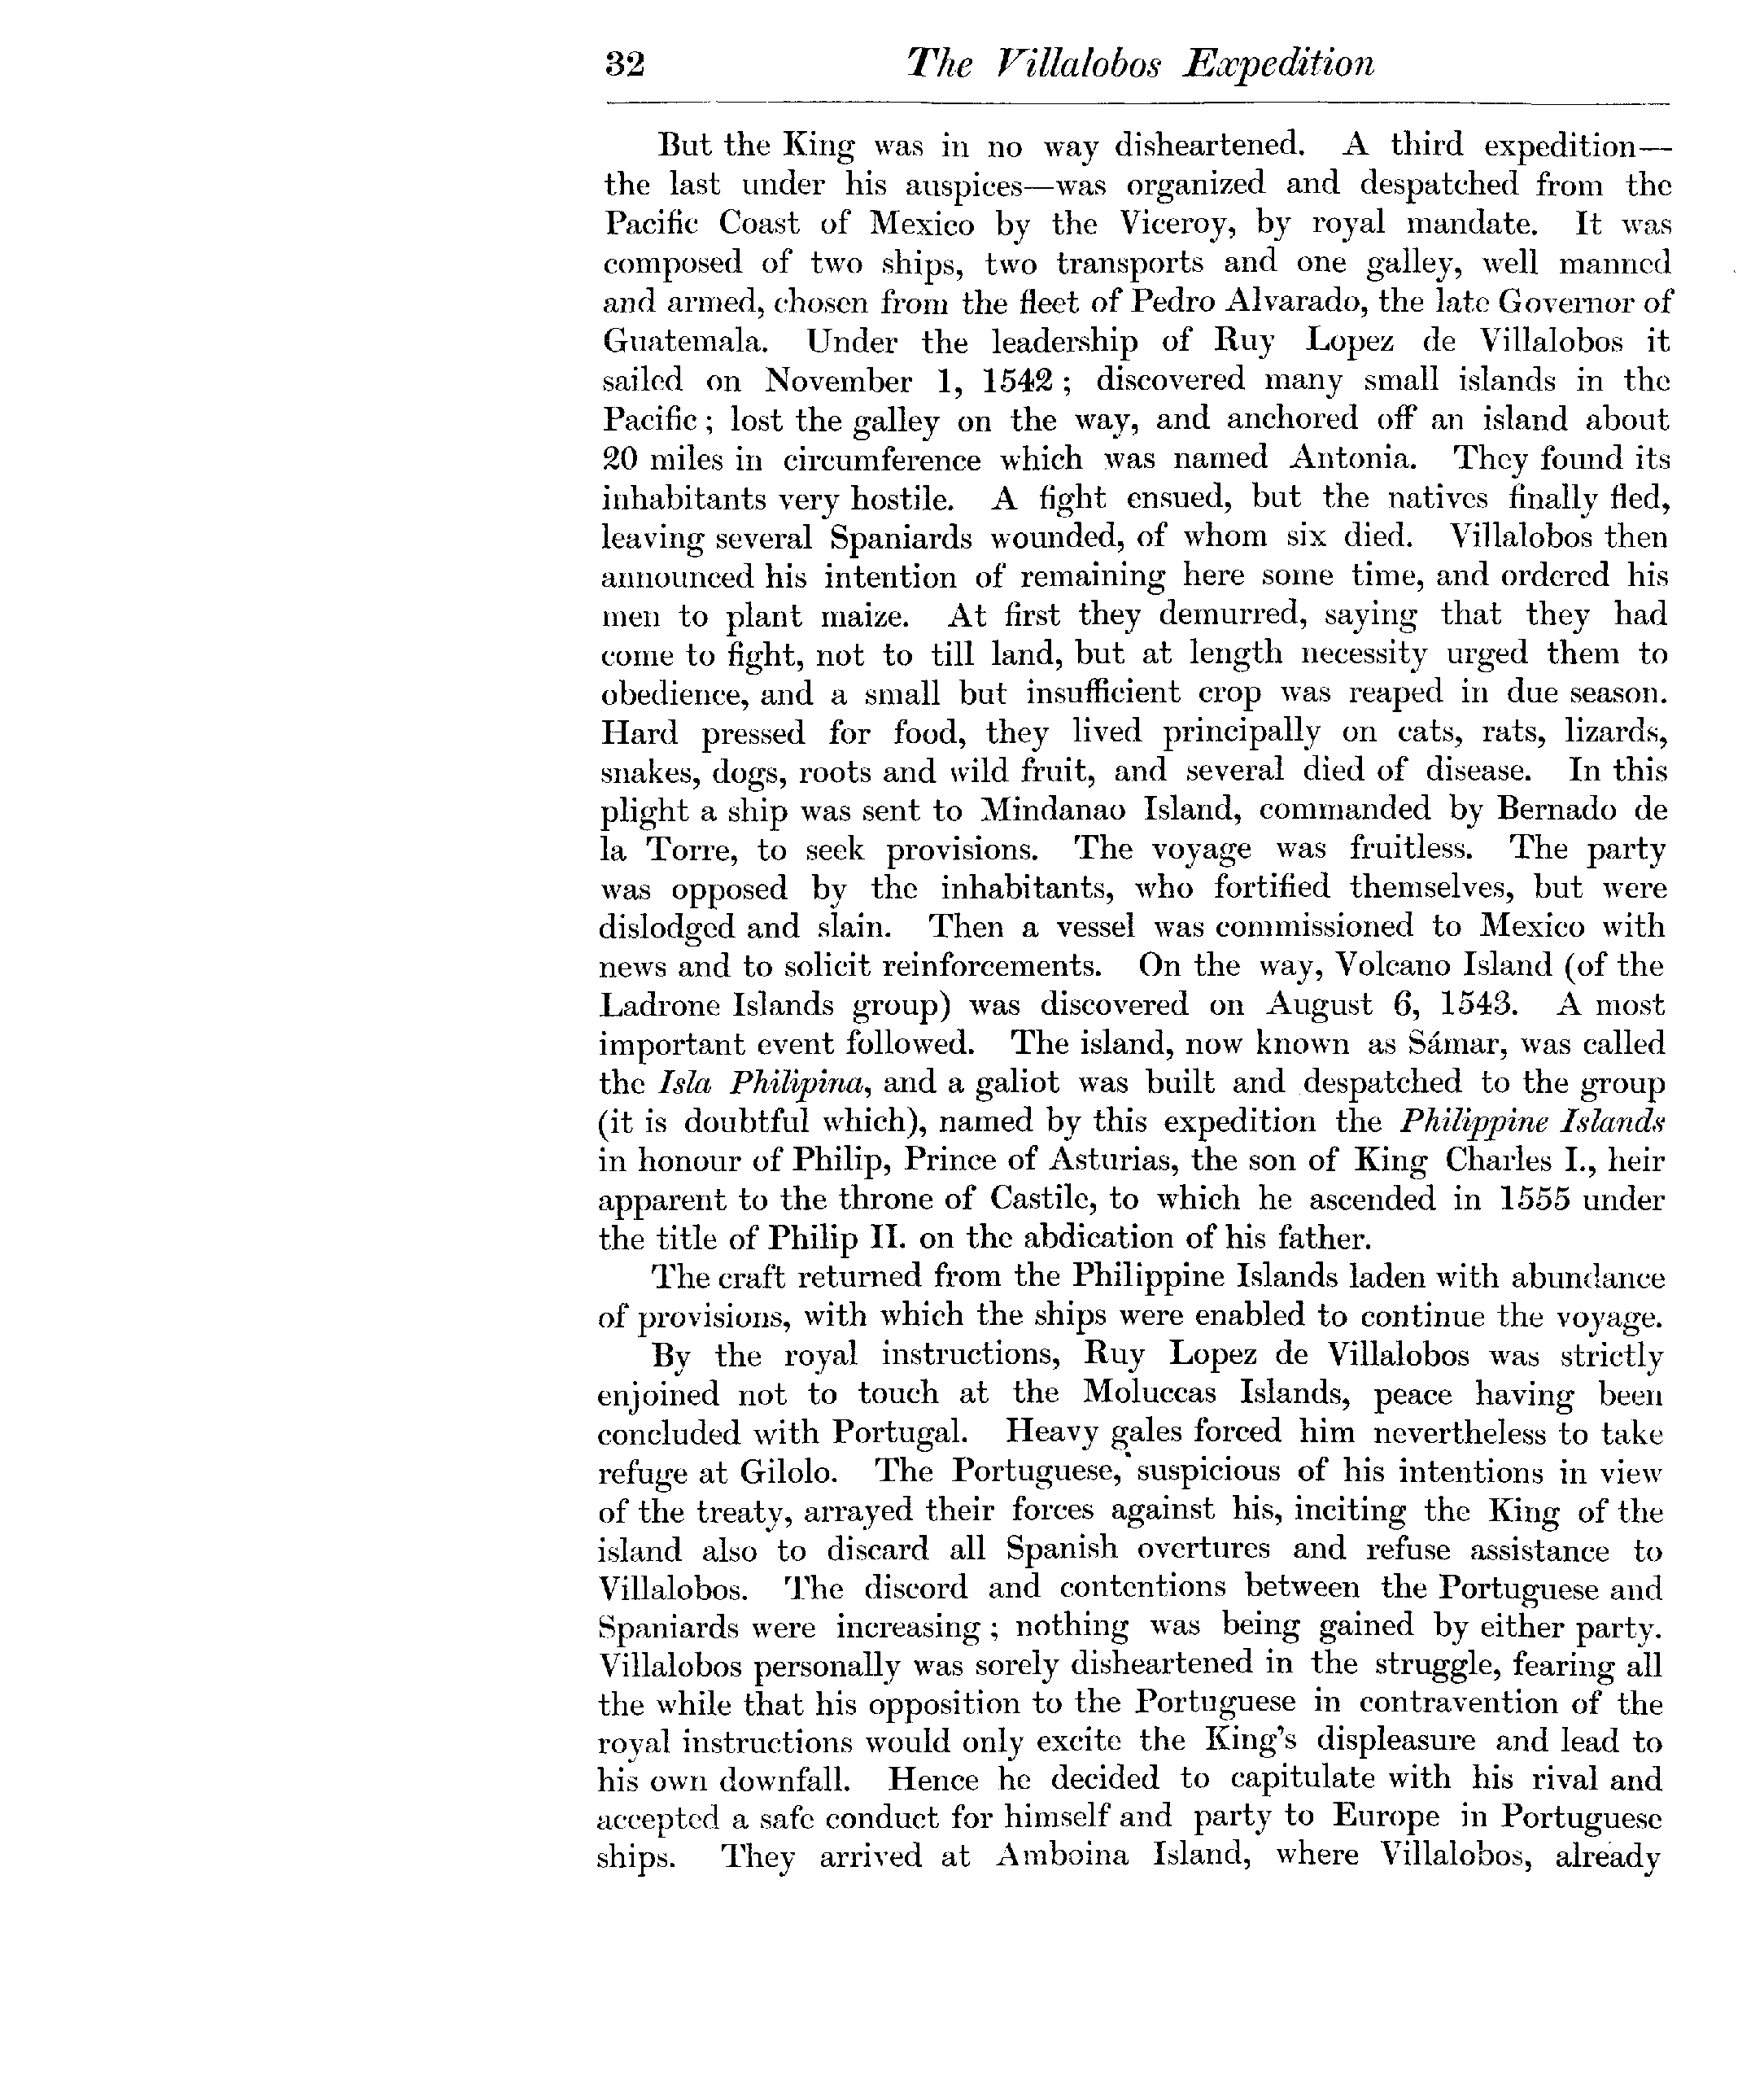 32 The Villalobos Expedition
But the King was in no way disheartened. A third expedition—
the last under his auspices—was organized and despatched from the
Pacific Coast of Mexico by the Viceroy, by royal mandate. It was
composed of two ships, two transports and one galley, well manned
and armed, chosen from the fleet of Pedro Alvarado, the late Governor of
Guatemala. Under the leadership of Ruy Lopez de Villalobos it
sailed on November 1, 1542 ; discovered many small islands in the
Pacific ; lost the galley on the way, and anchored off an island about
20 miles in circumference which was named Antonia. They found its
inhabitants very hostile. A fight ensued, but the natives finally fled,
leaving several Spaniards wounded, of whom six died. Villalobos then
announced his intention of remaining here some time, and ordered his
men to plant maize. At first they demurred, saying that they had
come to fight, not to till land, but at length necessity urged them to
obedience, and a small but insufficient crop was reaped in due season.
Hard pressed for food, they lived principally on cats, rats, lizards,
snakes, dogs, roots and wild fruit, and several died of disease. In this
plight a ship was sent to Mindanao Island, commanded by Bernado de
la Torre, to seek provisions. The voyage was fruitless. The party
was opposed by the inhabitants, who fortified themselves, but were
dislodged and slain. Then a vessel was commissioned to Mexico with
news and to solicit reinforcements. On the way, Volcano Island (of the
Ladrone Islands group) was discovered on August 6, 1543. A most
important event followed. The island, now known as Sámar, was called
the Isla Philipina, and a galiot was built and despatched to the group
(it is doubtful which), named by this expedition the Philippine Islands
in honour of Philip, Prince of Asturias, the son of King Charles I., heir
apparent to the throne of Castile, to which he ascended in 1555 under
the title of Philip II. on the abdication of his father.
The craft returned from the Philippine Islands laden with abundance
of provisions, with which the ships were enabled to continue the voyage.
By the royal instructions, Ruy Lopez de Villalobos was strictly
enjoined not to touch at the Moluccas Islands, peace having been
concluded with Portugal. Heavy gales forced him nevertheless to take
refuge at Gilolo. The Portuguese, suspicious of his intentions in view
of the treaty, arrayed their forces against his, inciting the King of the
island also to discard all Spanish overtures and refuse assistance to
Villalobos. The discord and contentions between the Portuguese and
Spaniards were increasing ; nothing was being gained by either party.
Villalobos personally was sorely disheartened in the struggle, fearing all
the while that his opposition to the Portuguese in contravention of the
royal instructions would only excite the King's displeasure and lead to
his own downfall. Hence he decided to capitulate with his rival and
accepted a safe conduct for himself and party to Europe in Portuguese
ships. They arrived at Amboina Island, where Villalobos, already